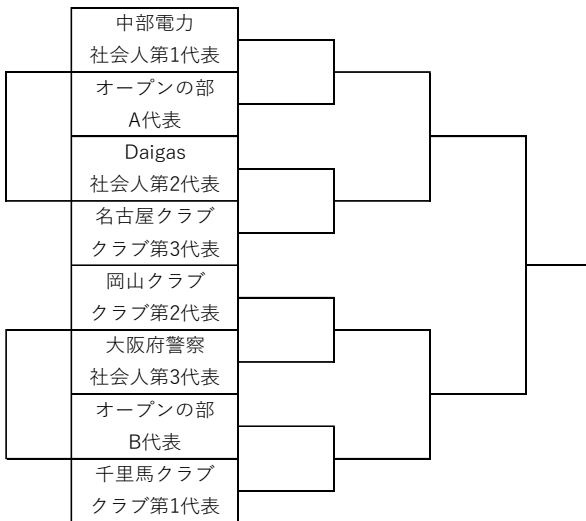 中部電力
社会人第1代表
オープンの部
A代表
Daigas
社会人第2代表
名古屋クラブ
クラブ第3代表
岡山クラブ
クラブ第2代表
大阪府警察
社会人第3代表
オープンの部
B代表
千里馬クラブ
クラブ第1代表